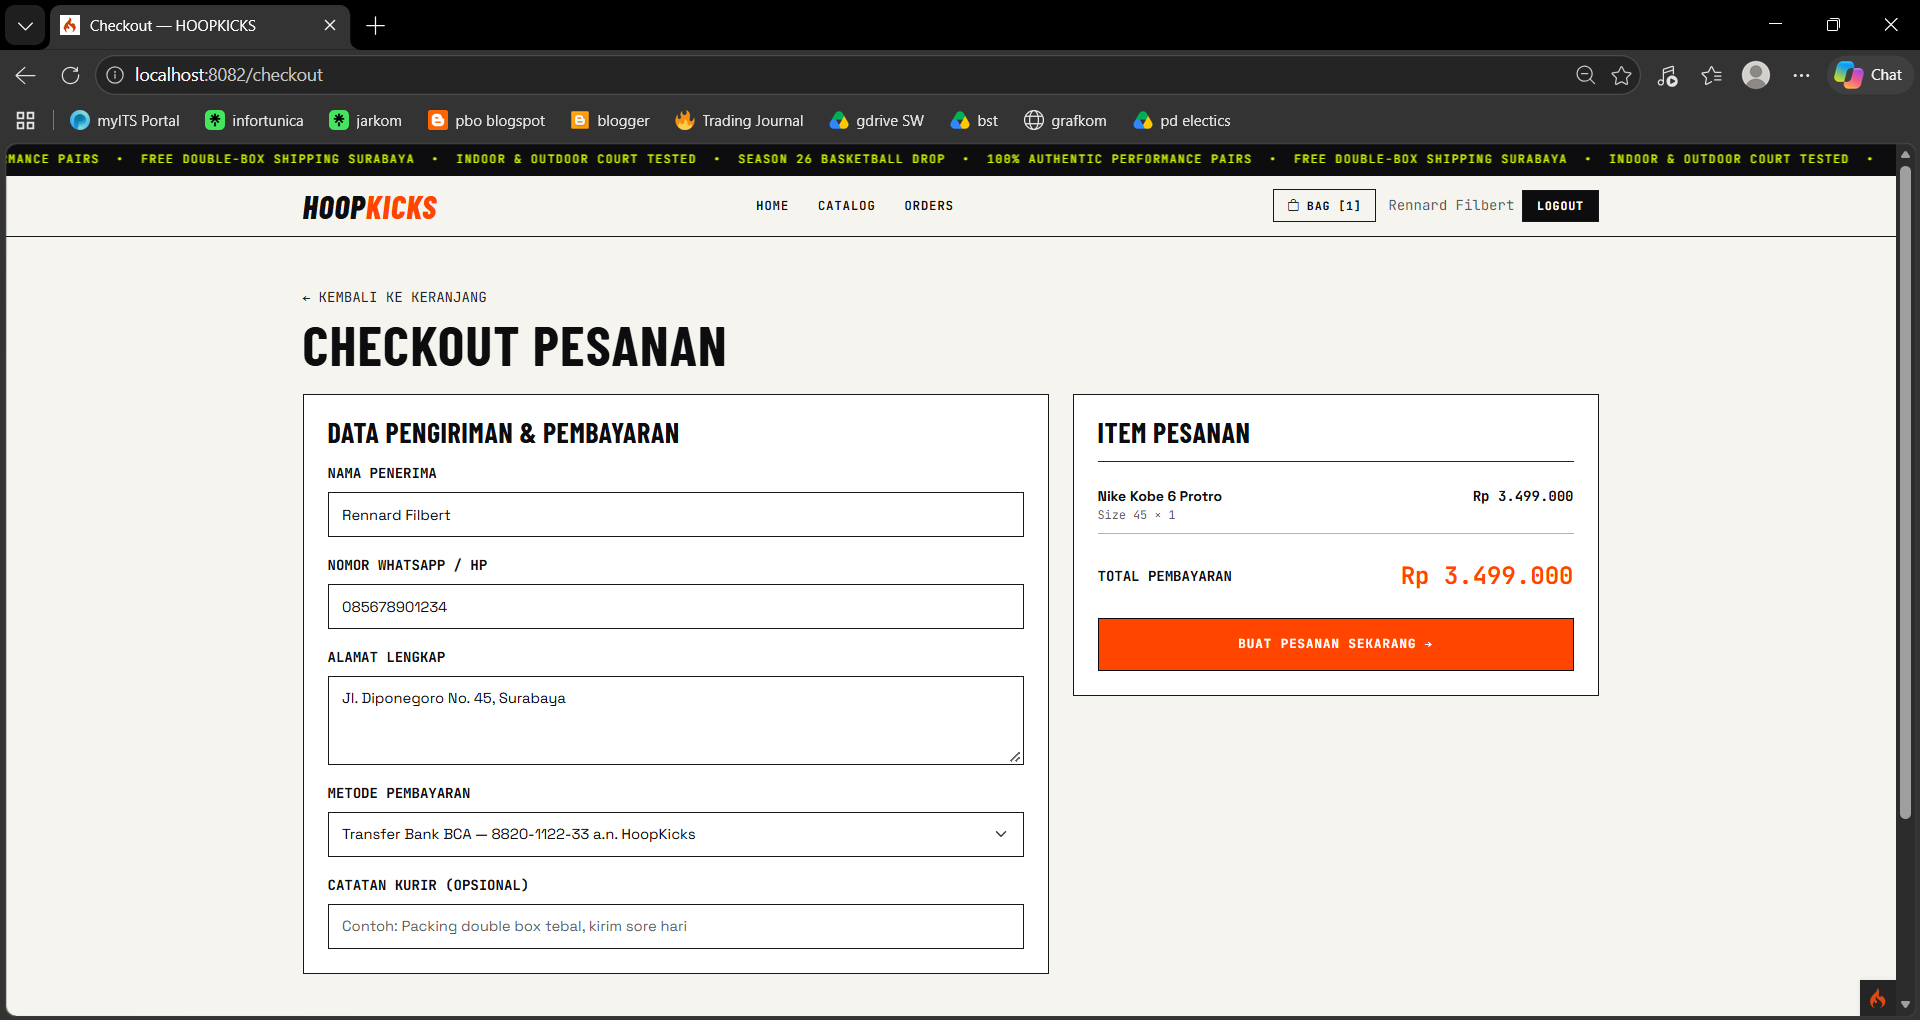 Checkout — HOOPKICKS
localhost:8082/checkout
Chat
myITS Portal
infortunica
jarkom
pbo blogspot
blogger
Trading Journal
gdrive SW
bst
grafkom
pd electics
MANCE PAIRS • FREE DOUBLE-BOX SHIPPING SURABAYA • INDOOR & OUTDOOR COURT TESTED • SEASON 26 BASKETBALL DROP • 100% AUTHENTIC PERFORMANCE PAIRS • FREE DOUBLE-BOX SHIPPING SURABAYA • INDOOR & OUTDOOR COURT TESTED •
HOOPKICKS
HOME
CATALOG
ORDERS
BAG [1]
Rennard Filbert
LOGOUT
← KEMBALI KE KERANJANG
CHECKOUT PESANAN
DATA PENGIRIMAN & PEMBAYARAN
NAMA PENERIMA
Rennard Filbert
NOMOR WHATSAPP / HP
085678901234
ALAMAT LENGKAP
Jl. Diponegoro No. 45, Surabaya
METODE PEMBAYARAN
Transfer Bank BCA — 8820-1122-33 a.n. HoopKicks
CATATAN KURIR (OPSIONAL)
Contoh: Packing double box tebal, kirim sore hari
ITEM PESANAN
Nike Kobe 6 Protro
Rp 3.499.000
Size 45 × 1
TOTAL PEMBAYARAN
Rp 3.499.000
BUAT PESANAN SEKARANG →